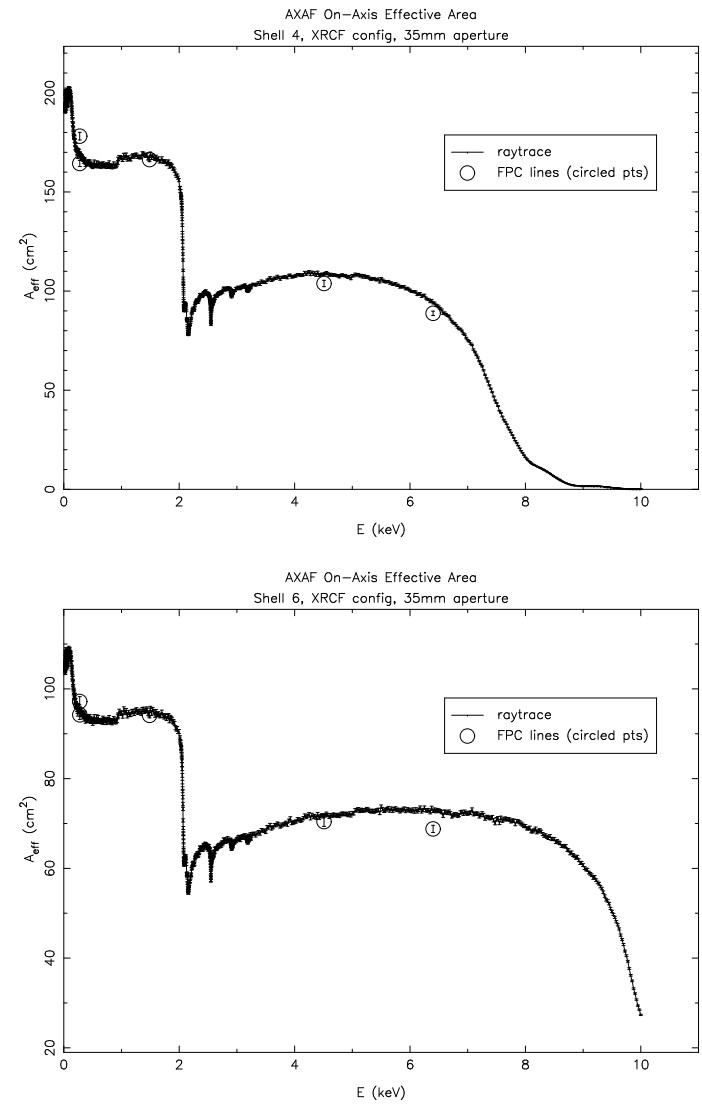 AXAF On-Axis Effective Area
Shell 4, XRCF config, 35mm aperture
200
150
100
50
0
A_eff (cm²)
raytrace
FPC lines (circled pts)
0 2 4 6 8 10
E (keV)
AXAF On-Axis Effective Area
Shell 6, XRCF config, 35mm aperture
100
80
60
40
20
A_eff (cm²)
raytrace
FPC lines (circled pts)
0 2 4 6 8 10
E (keV)